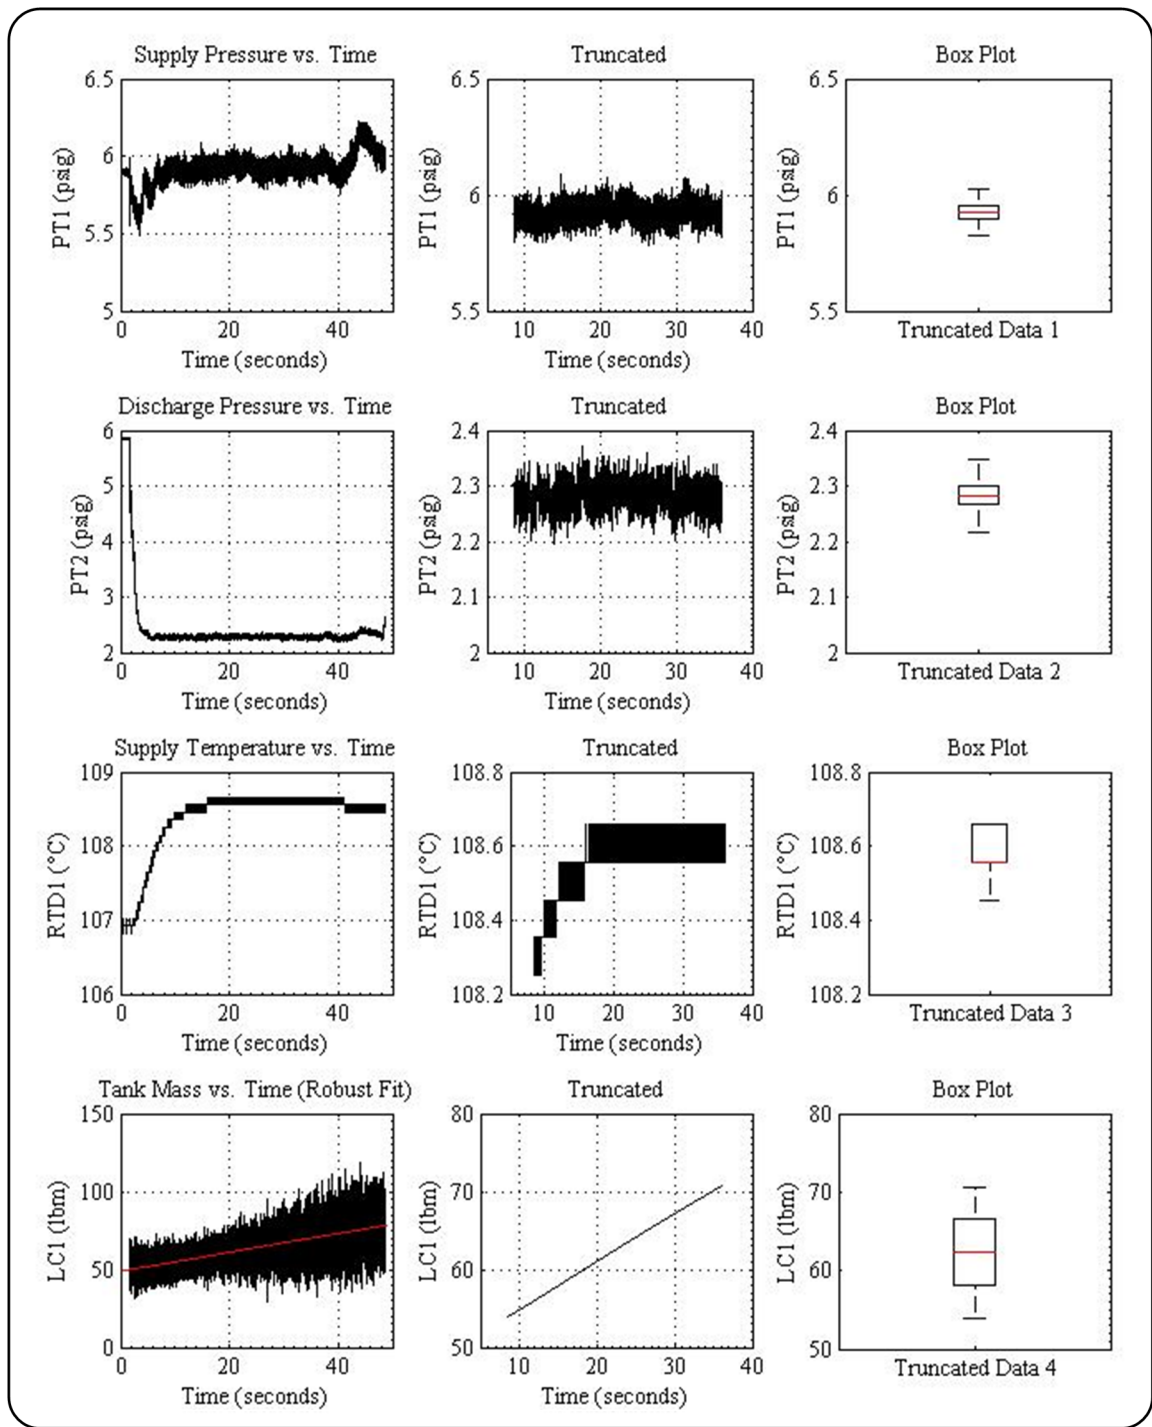 Supply Pressure vs. Time
6.5
6
5.5
5
PT1 (psig)
0 20 40
Time (seconds)
Truncated
6.5
6
5.5
PT1 (psig)
10 20 30 40
Time (seconds)
Box Plot
6.5
6
5.5
PT1 (psig)
Truncated Data 1
Discharge Pressure vs. Time
6
5
4
3
2
PT2 (psig)
0 20 40
Time (seconds)
Truncated
2.4
2.3
2.2
2.1
2
PT2 (psig)
10 20 30 40
Time (seconds)
Box Plot
2.4
2.3
2.2
2.1
2
PT2 (psig)
Truncated Data 2
Supply Temperature vs. Time
109
108
107
106
RTD1 (°C)
0 20 40
Time (seconds)
Truncated
108.8
108.6
108.4
108.2
RTD1 (°C)
10 20 30 40
Time (seconds)
Box Plot
108.8
108.6
108.4
108.2
RTD1 (°C)
Truncated Data 3
Tank Mass vs. Time (Robust Fit)
150
100
50
0
LC1 (lbm)
0 20 40
Time (seconds)
Truncated
80
70
60
50
LC1 (lbm)
10 20 30 40
Time (seconds)
Box Plot
80
70
60
50
LC1 (lbm)
Truncated Data 4